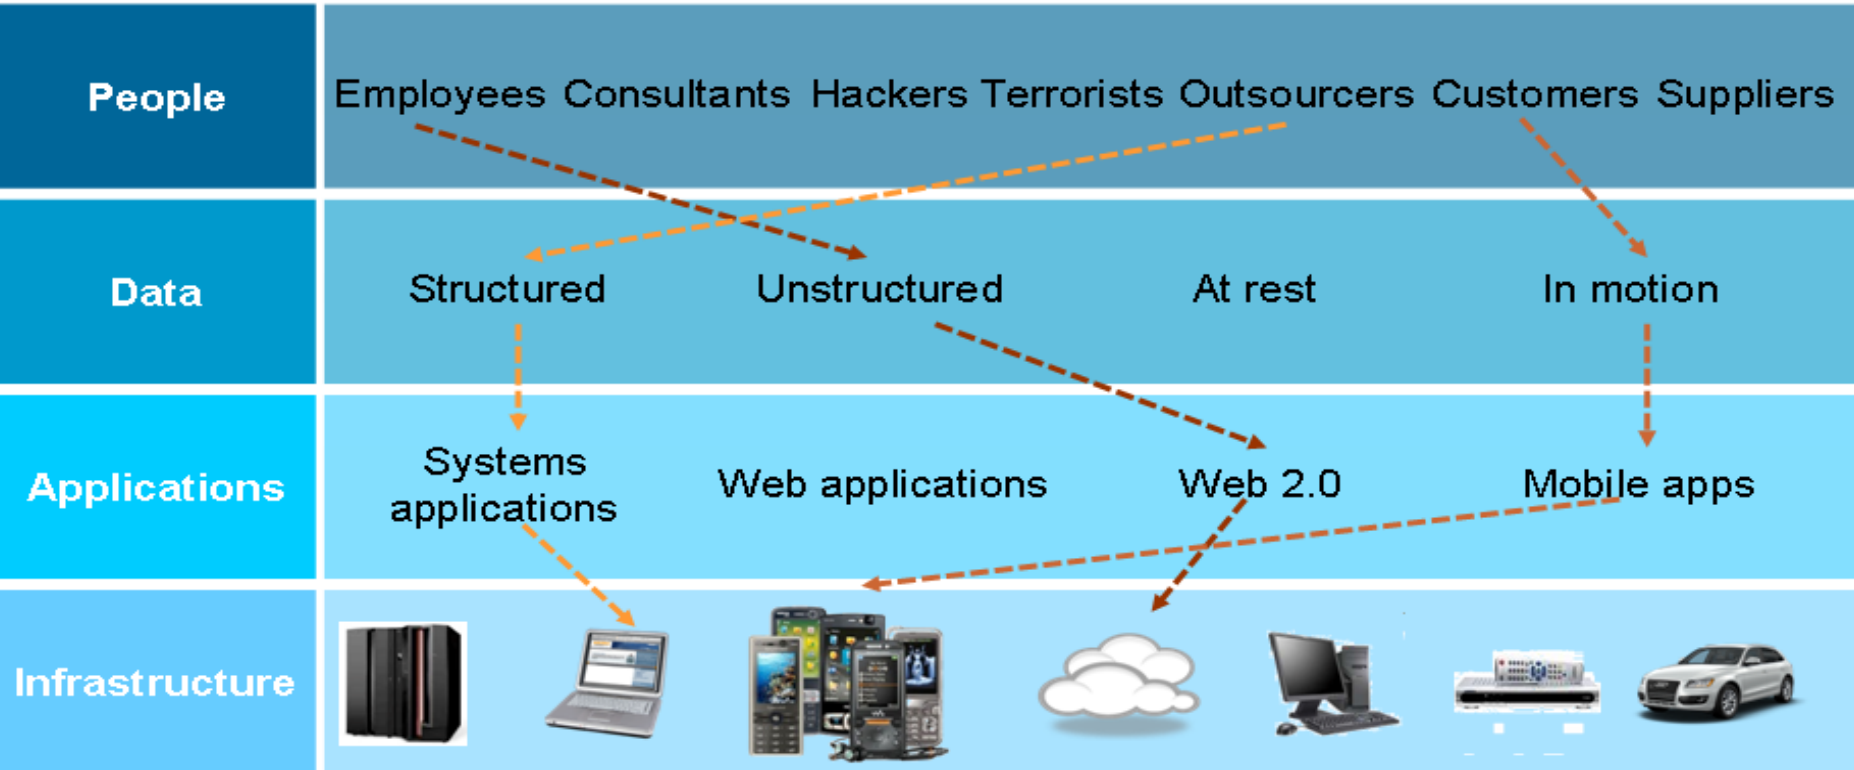 People
Employees Consultants Hackers Terrorists Outsourcers Customers Suppliers
Data
Structured Unstructured At rest In motion
Applications
Systems
applications
Web applications Web 2.0 Mobile apps
Infrastructure